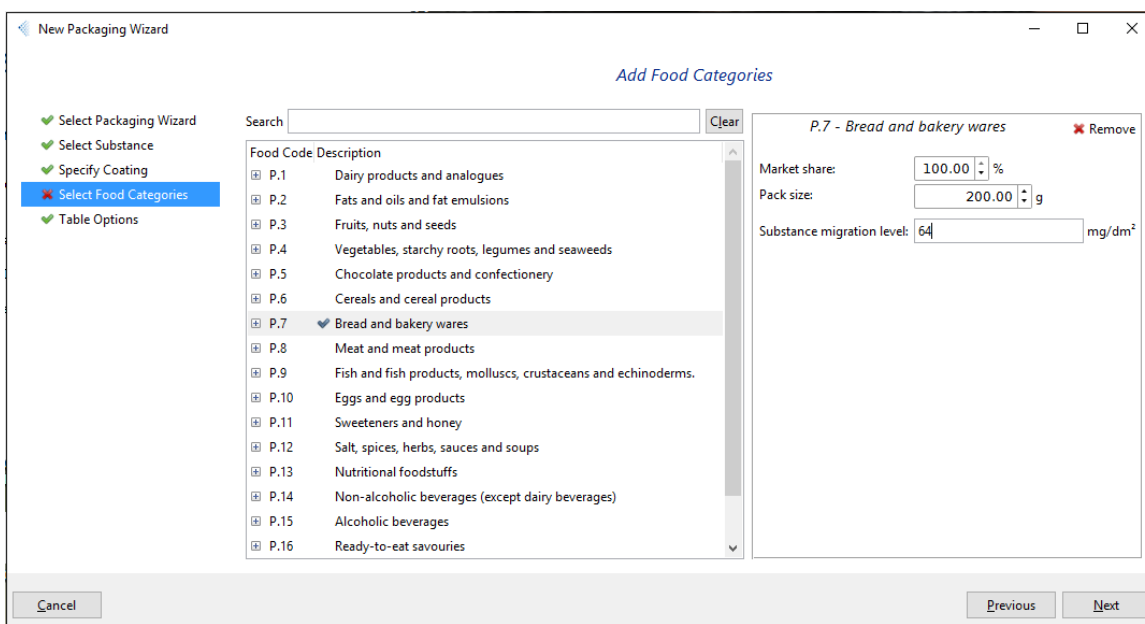 New Packaging Wizard
Add Food Categories
Select Packaging Wizard
Select Substance
Specify Coating
Select Food Categories
Table Options
Search
Clear
Food Code Description
P.1 Dairy products and analogues
P.2 Fats and oils and fat emulsions
P.3 Fruits, nuts and seeds
P.4 Vegetables, starchy roots, legumes and seaweeds
P.5 Chocolate products and confectionery
P.6 Cereals and cereal products
P.7 Bread and bakery wares
P.8 Meat and meat products
P.9 Fish and fish products, molluscs, crustaceans and echinoderms.
P.10 Eggs and egg products
P.11 Sweeteners and honey
P.12 Salt, spices, herbs, sauces and soups
P.13 Nutritional foodstuffs
P.14 Non-alcoholic beverages (except dairy beverages)
P.15 Alcoholic beverages
P.16 Ready-to-eat savouries
P.7 - Bread and bakery wares
Remove
Market share: 100.00 %
Pack size: 200.00 g
Substance migration level: 64 mg/dm²
Cancel
Previous
Next